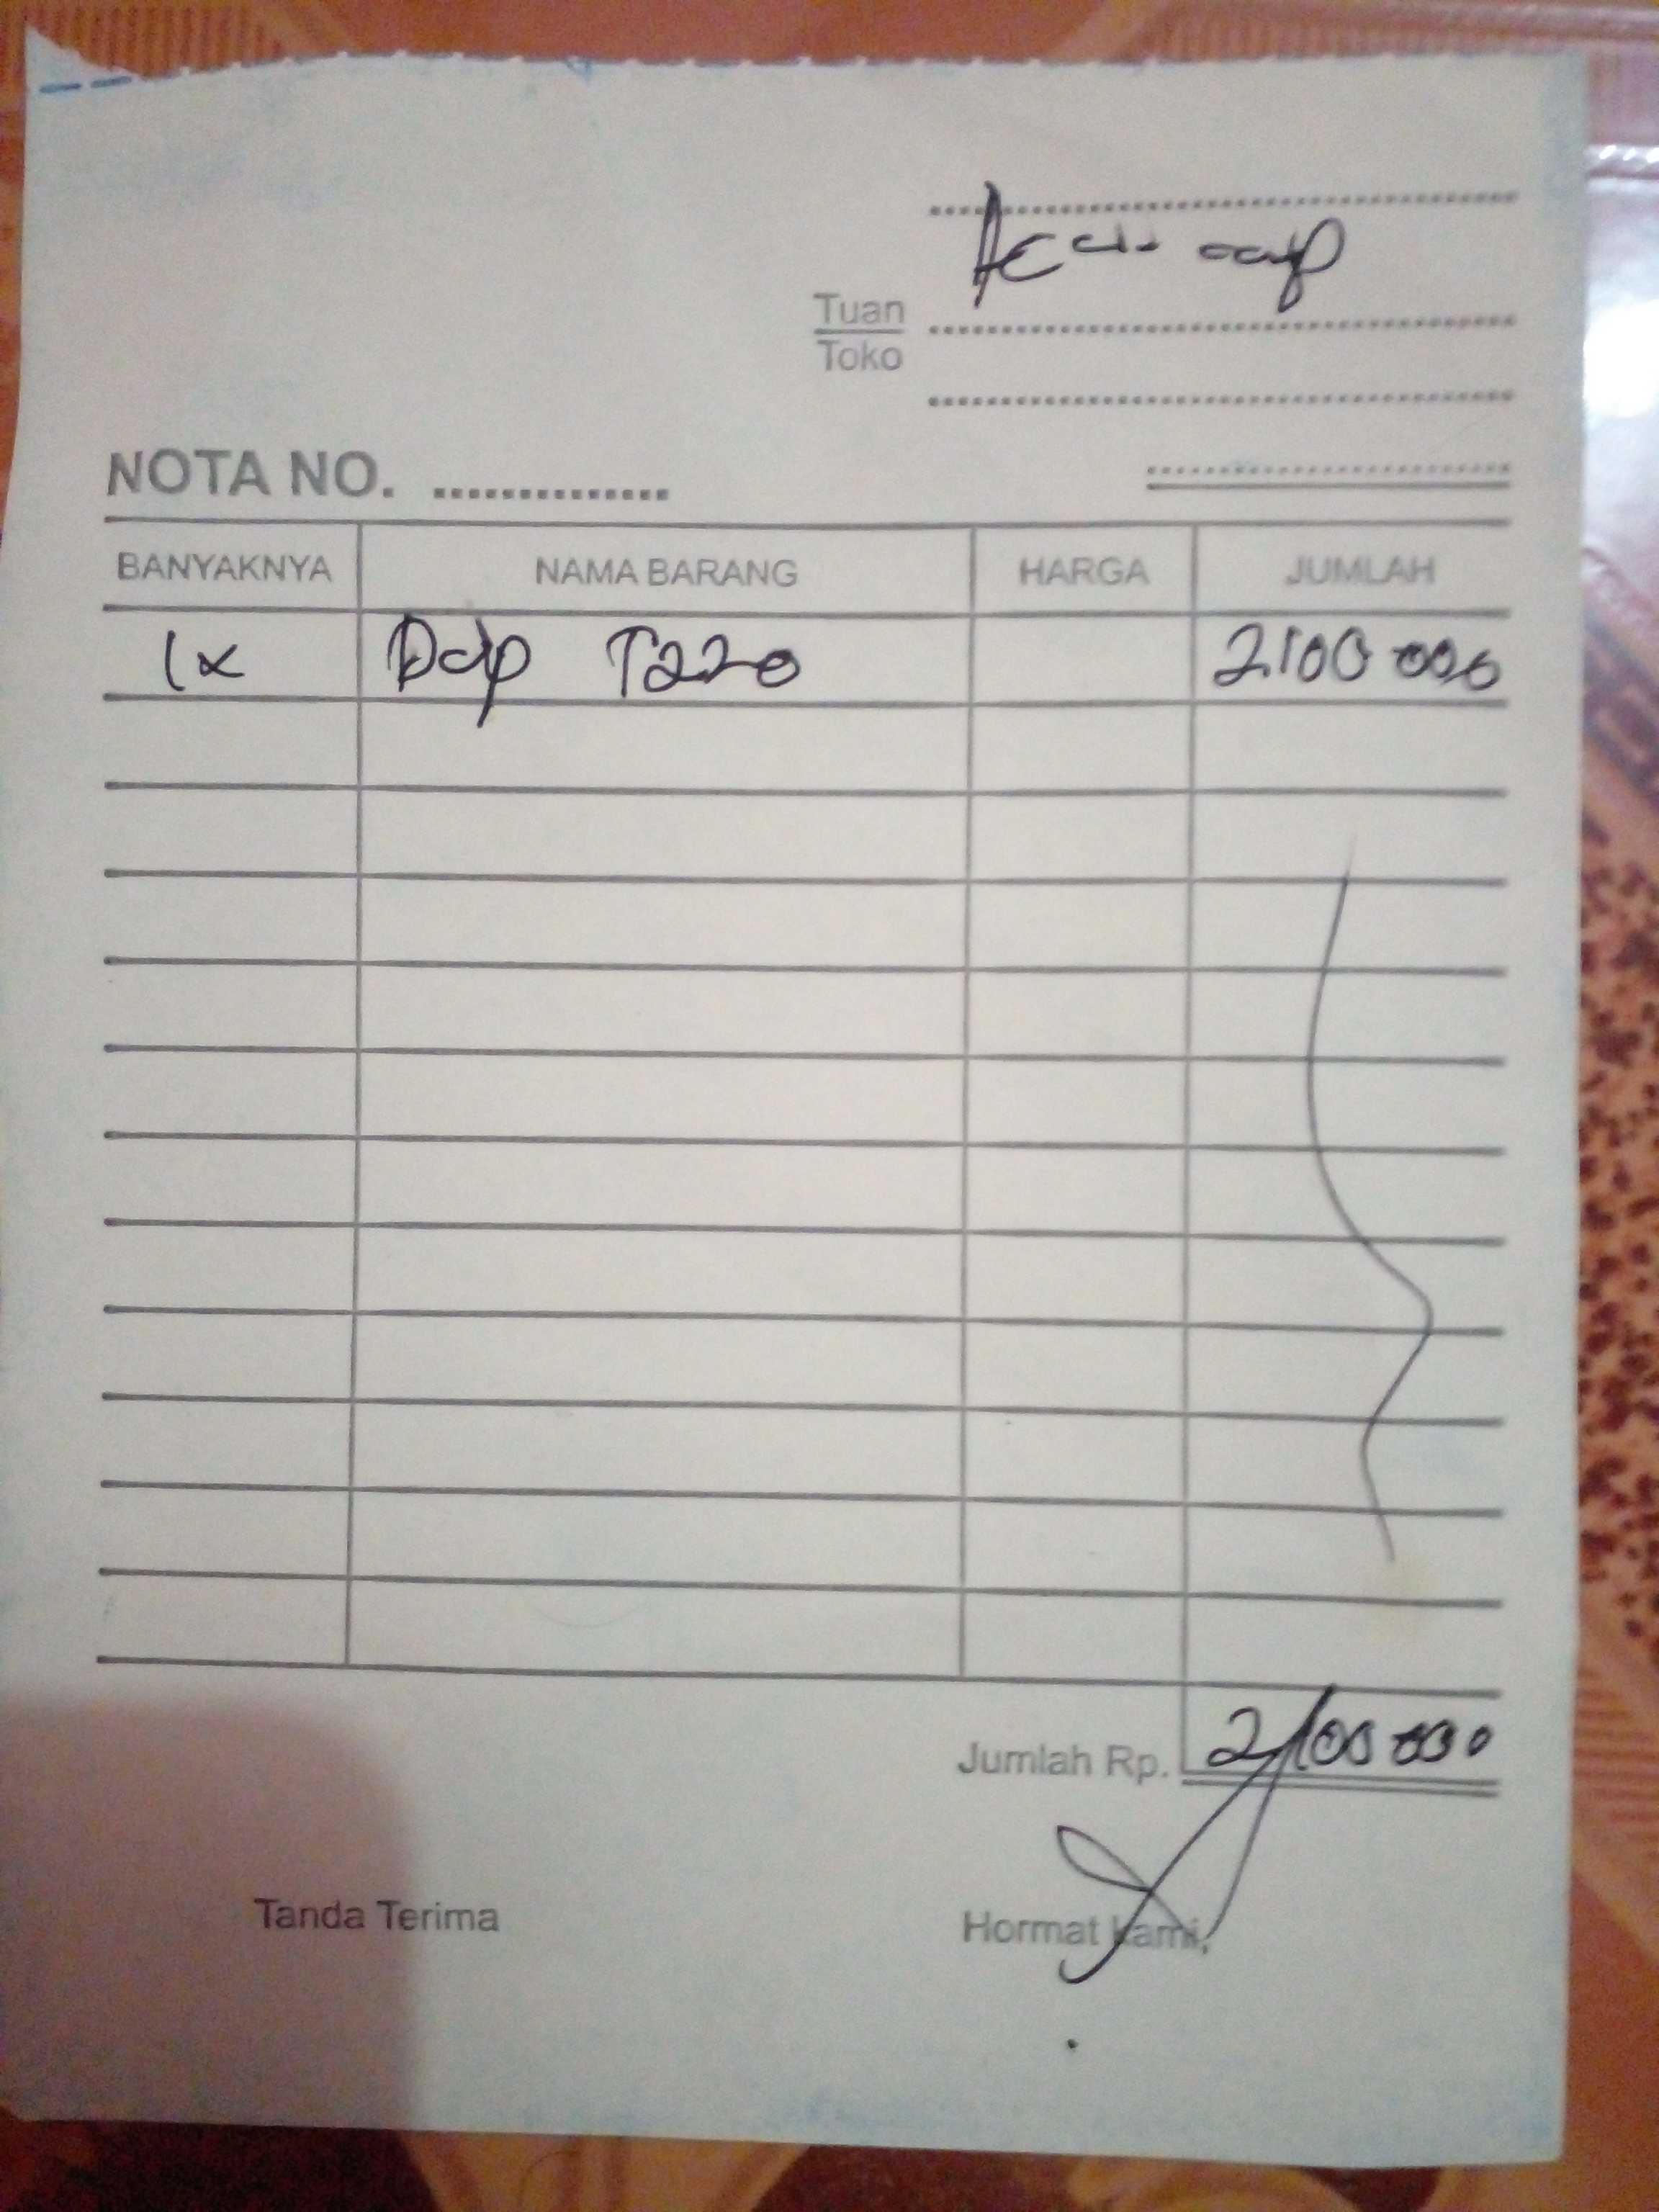 Tuan
Toko
NOTA NO. ..............
BANYAKNYA NAMA BARANG HARGA JUMLAH
1x T220 2100 000
Jumlah Rp. 2100 000
Tanda Terima Hormat kami,